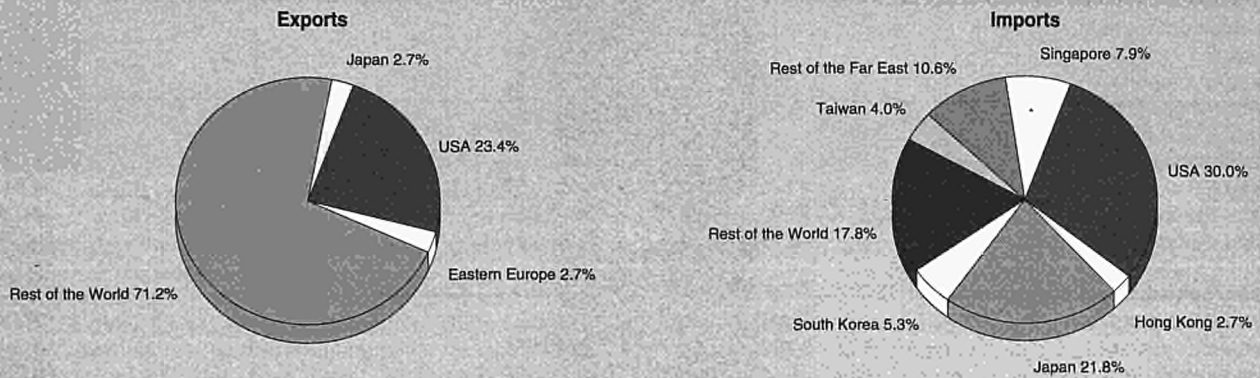 Exports
Japan 2.7%
USA 23.4%
Eastern Europe 2.7%
Rest of the World 71.2%
Imports
Singapore 7.9%
Rest of the Far East 10.6%
Taiwan 4.0%
USA 30.0%
Rest of the World 17.8%
South Korea 5.3%
Hong Kong 2.7%
Japan 21.8%